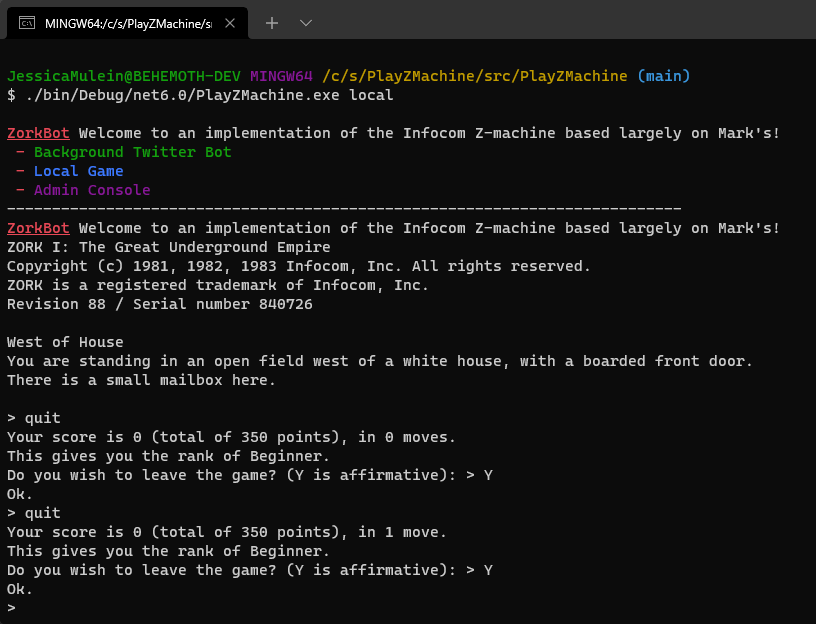 MINGW64:/c/s/PlayZMachine/s
JessicaMulein@BEHEMOTH-DEV MINGW64 /c/s/PlayZMachine/src/PlayZMachine (main)
$ ./bin/Debug/net6.0/PlayZMachine.exe local
ZorkBot Welcome to an implementation of the Infocom Z-machine based largely on Mark's!
- Background Twitter Bot
- Local Game
- Admin Console
---------------------------------------------------------------------------
ZorkBot Welcome to an implementation of the Infocom Z-machine based largely on Mark's!
ZORK I: The Great Underground Empire
Copyright (c) 1981, 1982, 1983 Infocom, Inc. All rights reserved.
ZORK is a registered trademark of Infocom, Inc.
Revision 88 / Serial number 840726
West of House
You are standing in an open field west of a white house, with a boarded front door.
There is a small mailbox here.
> quit
Your score is 0 (total of 350 points), in 0 moves.
This gives you the rank of Beginner.
Do you wish to leave the game? (Y is affirmative): > Y
Ok.
> quit
Your score is 0 (total of 350 points), in 1 move.
This gives you the rank of Beginner.
Do you wish to leave the game? (Y is affirmative): > Y
Ok.
>